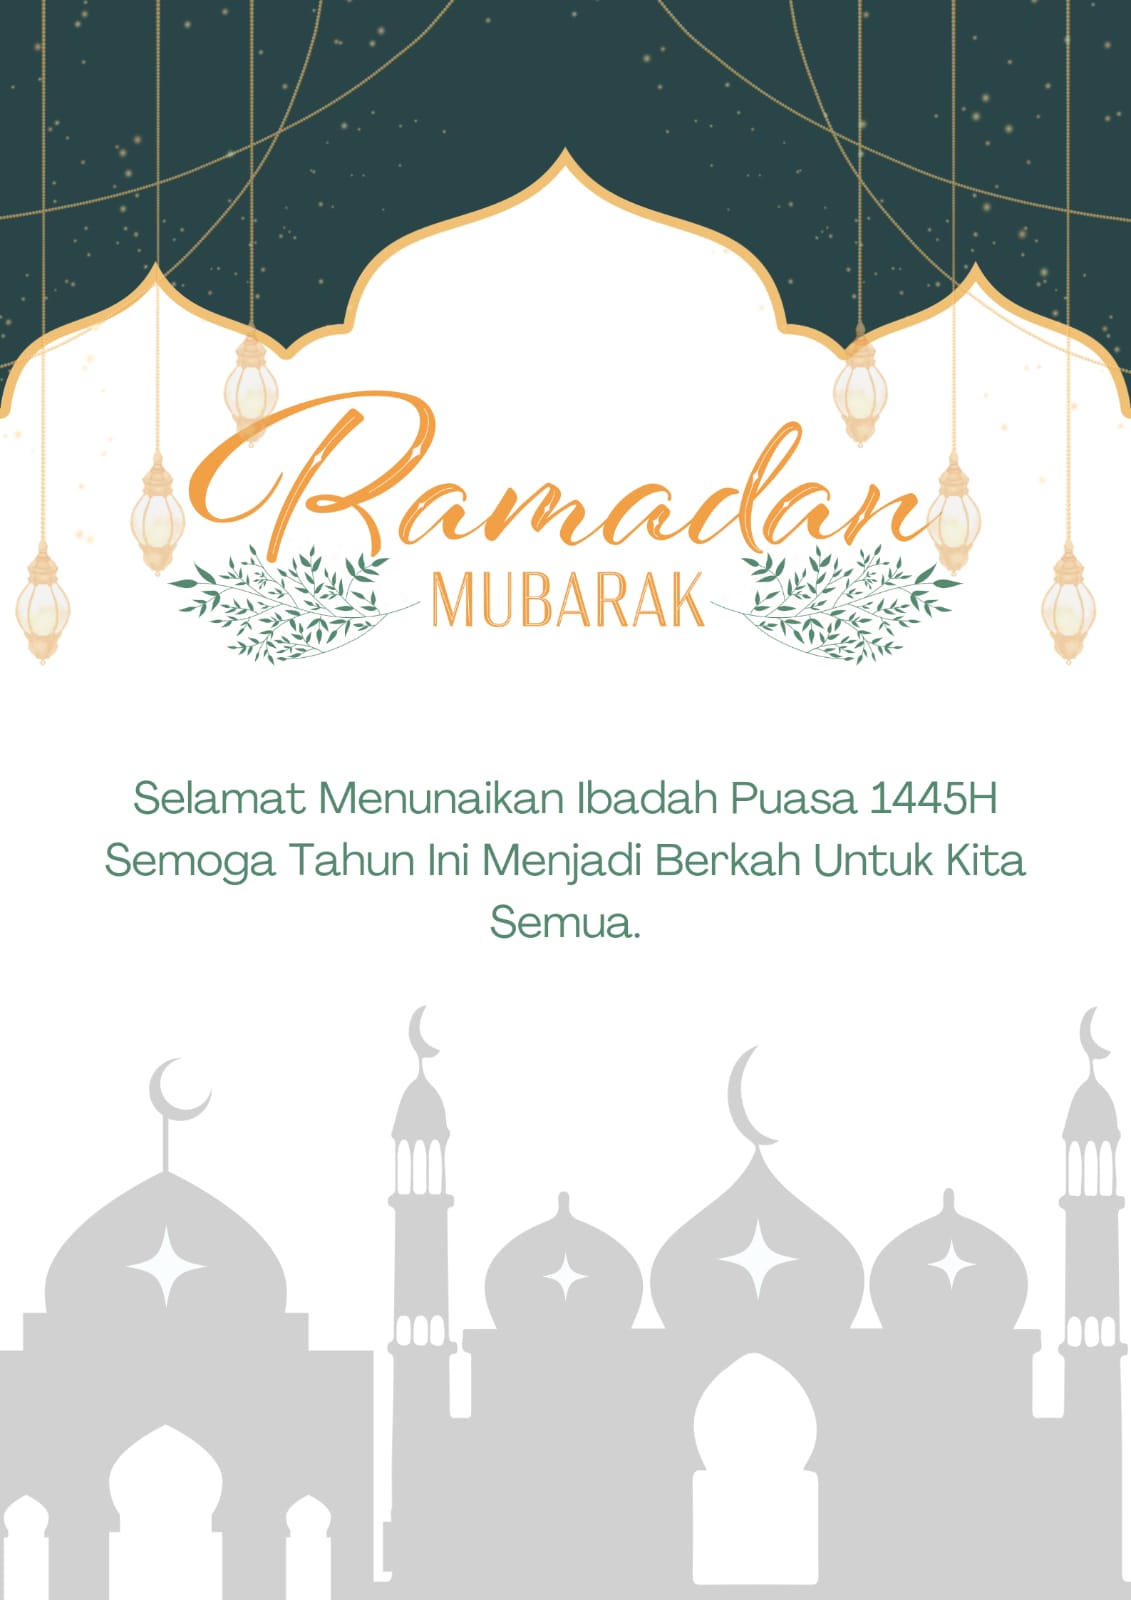 Ramadan
MUBARAK
Selamat Menunaikan Ibadah Puasa 1445H
Semoga Tahun Ini Menjadi Berkah Untuk Kita
Semua.